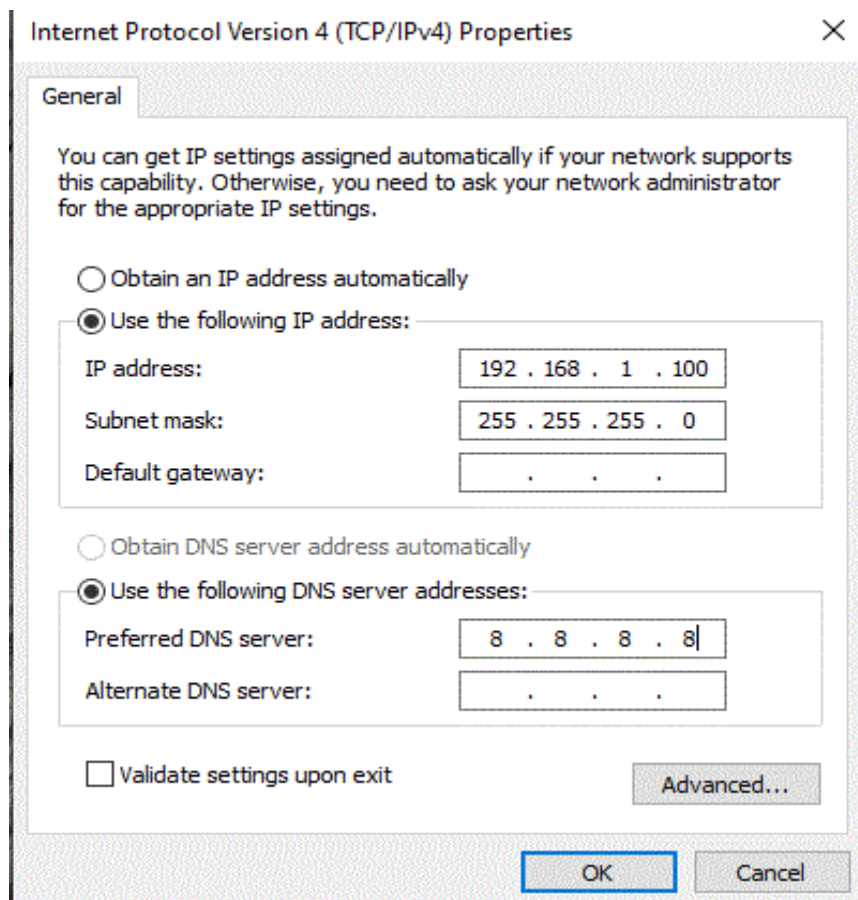 Internet Protocol Version 4 (TCP/IPv4) Properties
General
You can get IP settings assigned automatically if your network supports
this capability. Otherwise, you need to ask your network administrator
for the appropriate IP settings.
Obtain an IP address automatically
Use the following IP address:
IP address: 192 . 168 . 1 . 100
Subnet mask: 255 . 255 . 255 . 0
Default gateway: . . .
Obtain DNS server address automatically
Use the following DNS server addresses:
Preferred DNS server: 8 . 8 . 8 . 8
Alternate DNS server: . . .
Validate settings upon exit
Advanced...
OK Cancel